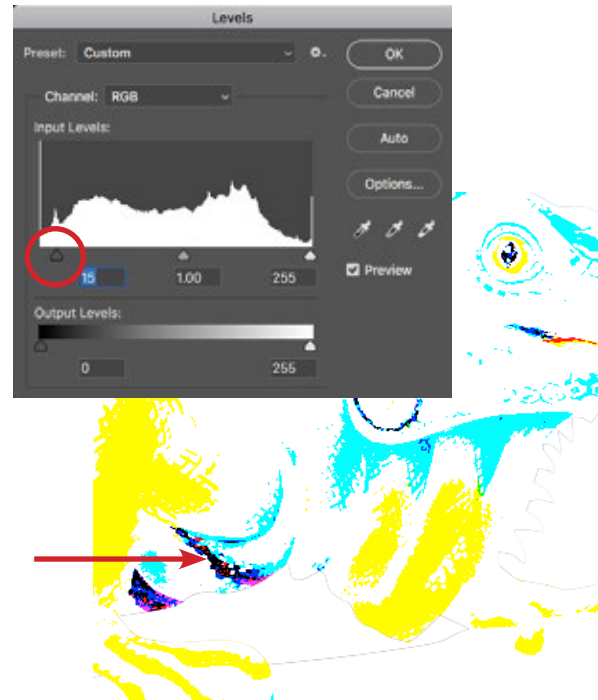 Levels
Preset: Custom
OK
Channel: RGB
Cancel
Input Levels:
Auto
Options...
15 1.00 255
Preview
Output Levels:
0 255